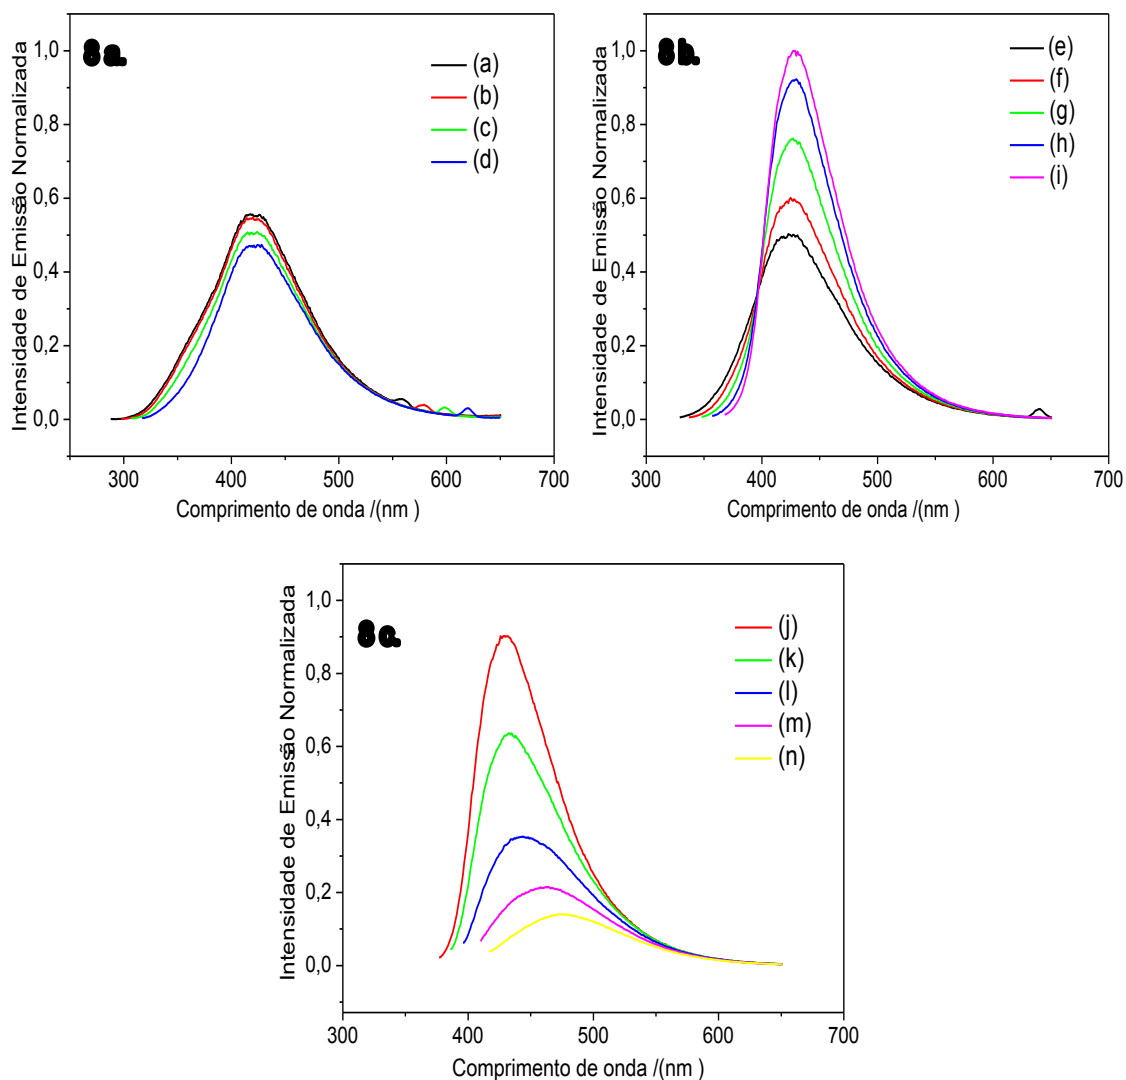 8a.
Intensidade de Emissão Normalizada
1,0
0,8
0,6
0,4
0,2
0,0
(a)
(b)
(c)
(d)
300 400 500 600 700
Comprimento de onda /(nm )
8b.
Intensidade de Emissão Normalizada
1,0
0,8
0,6
0,4
0,2
0,0
(e)
(f)
(g)
(h)
(i)
300 400 500 600 700
Comprimento de onda /(nm )
8c.
Intensidade de Emissão Normalizada
1,0
0,8
0,6
0,4
0,2
0,0
(j)
(k)
(l)
(m)
(n)
300 400 500 600 700
Comprimento de onda /(nm )